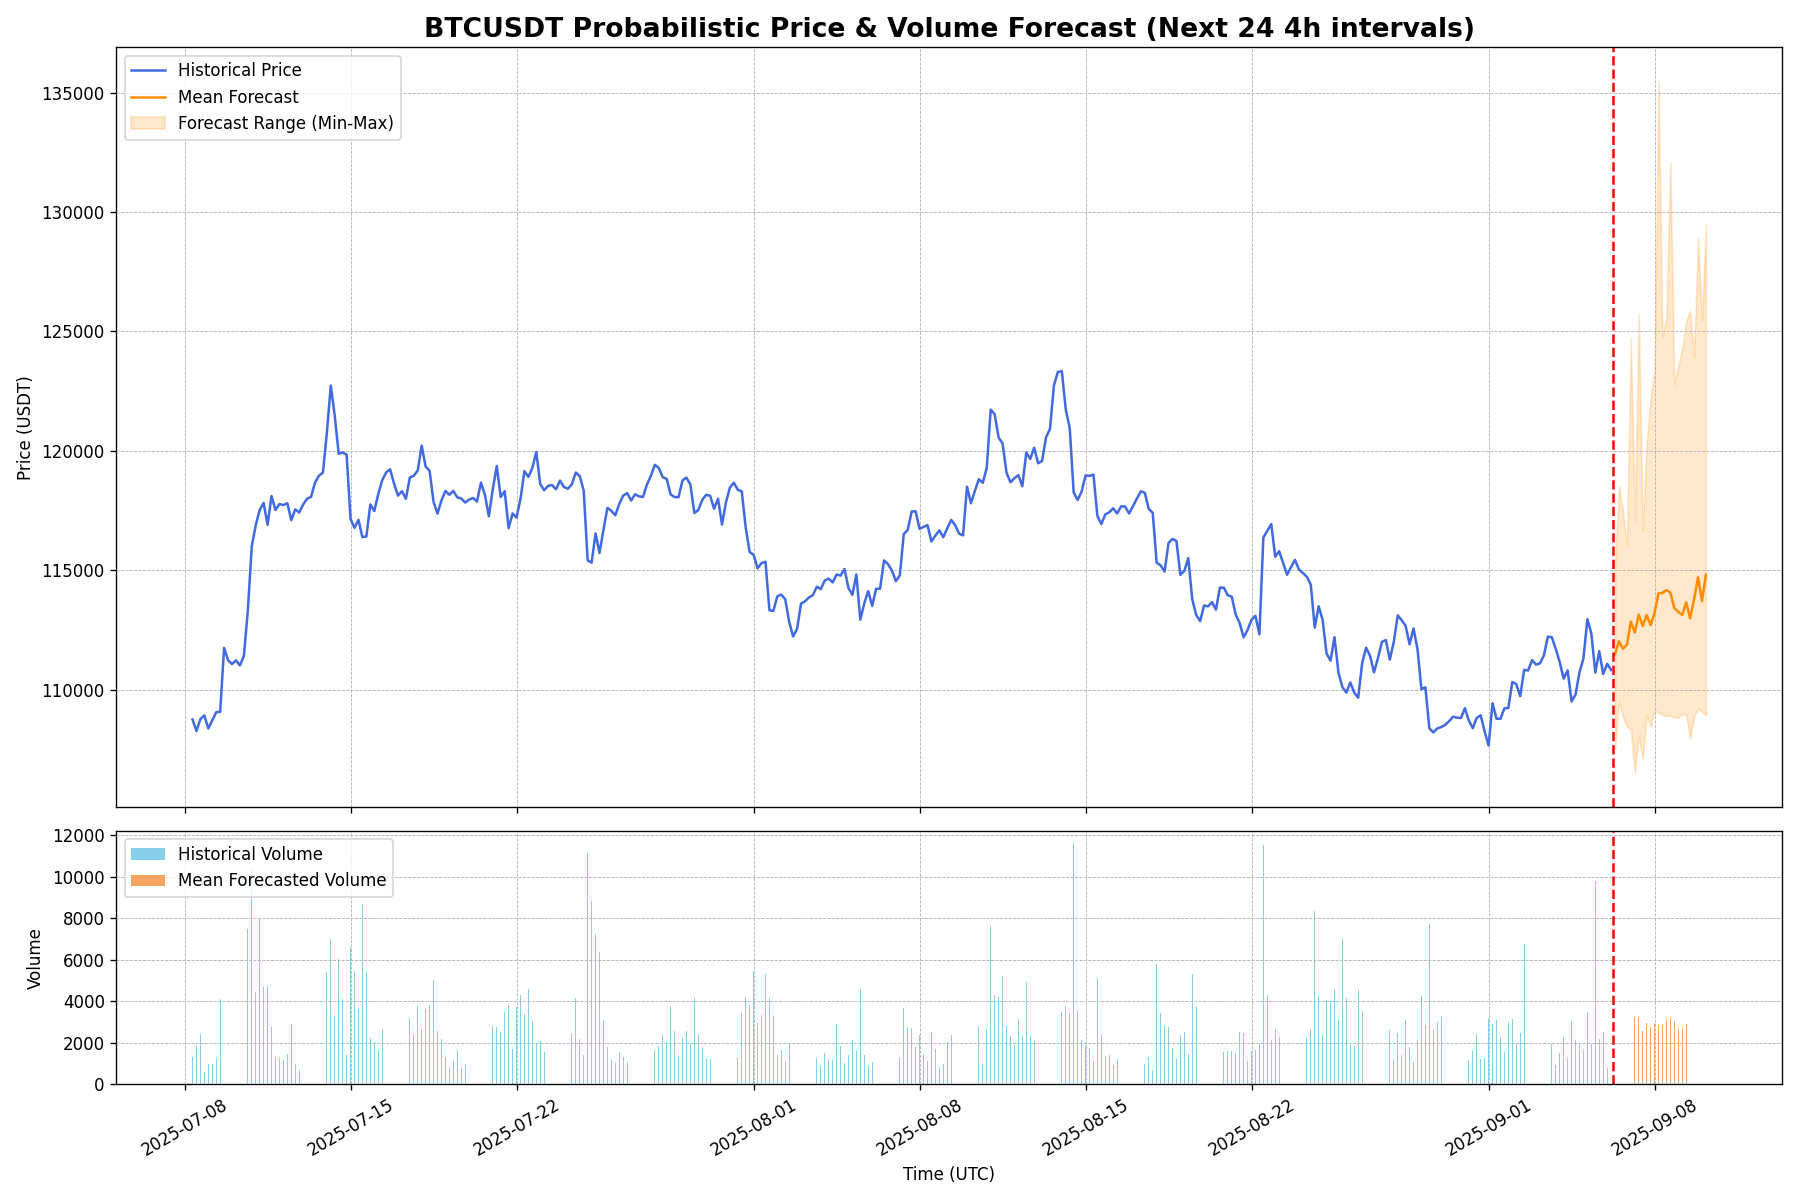 BTCUSDT Probabilistic Price & Volume Forecast (Next 24 4h intervals)
Historical Price
Mean Forecast
Forecast Range (Min-Max)
135000
130000
125000
120000
115000
110000
Price (USDT)
Historical Volume
Mean Forecasted Volume
12000
10000
8000
6000
4000
2000
0
Volume
2025-07-08
2025-07-15
2025-07-22
2025-08-01
2025-08-08
2025-08-15
2025-08-22
2025-09-01
2025-09-08
Time (UTC)